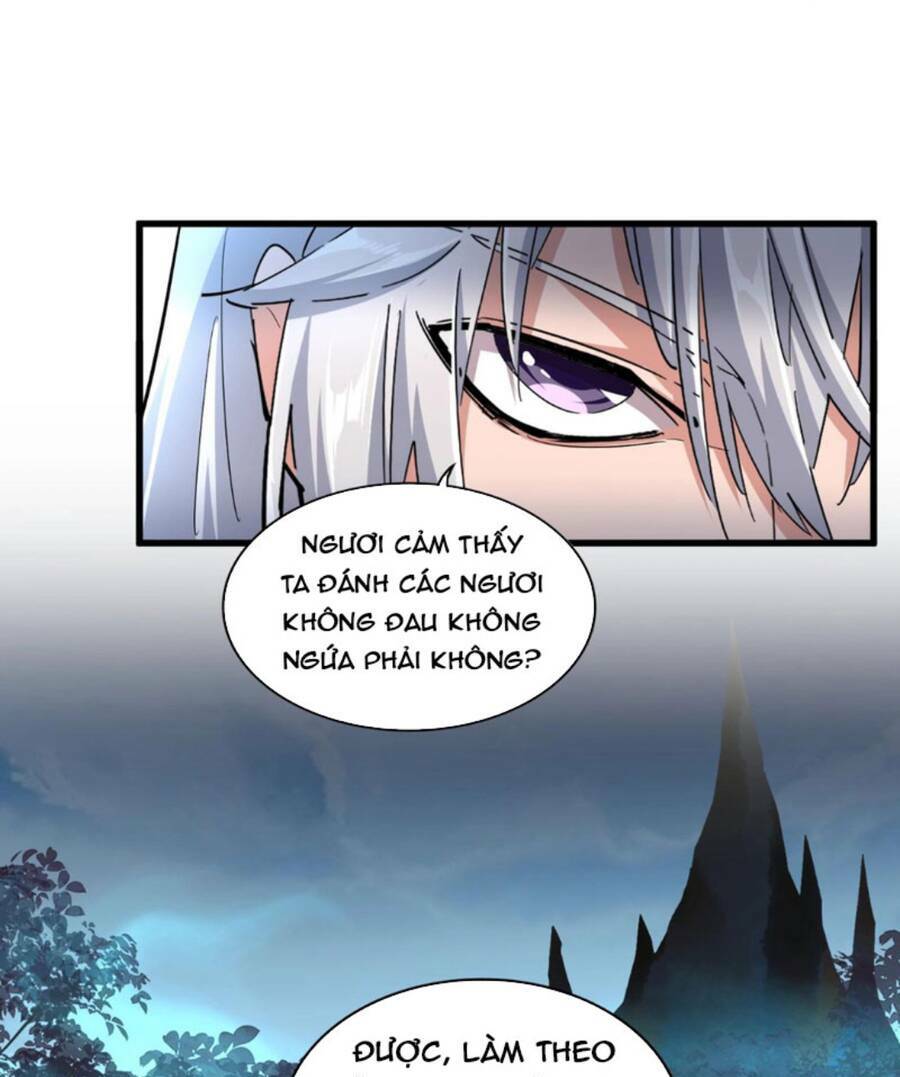 NGƯƠI CẢM THẤY
TA ĐÁNH CÁC NGƯƠI
KHÔNG ĐAU KHÔNG
NGỨA PHẢI KHÔNG?
ĐƯỢC, LÀM THEO